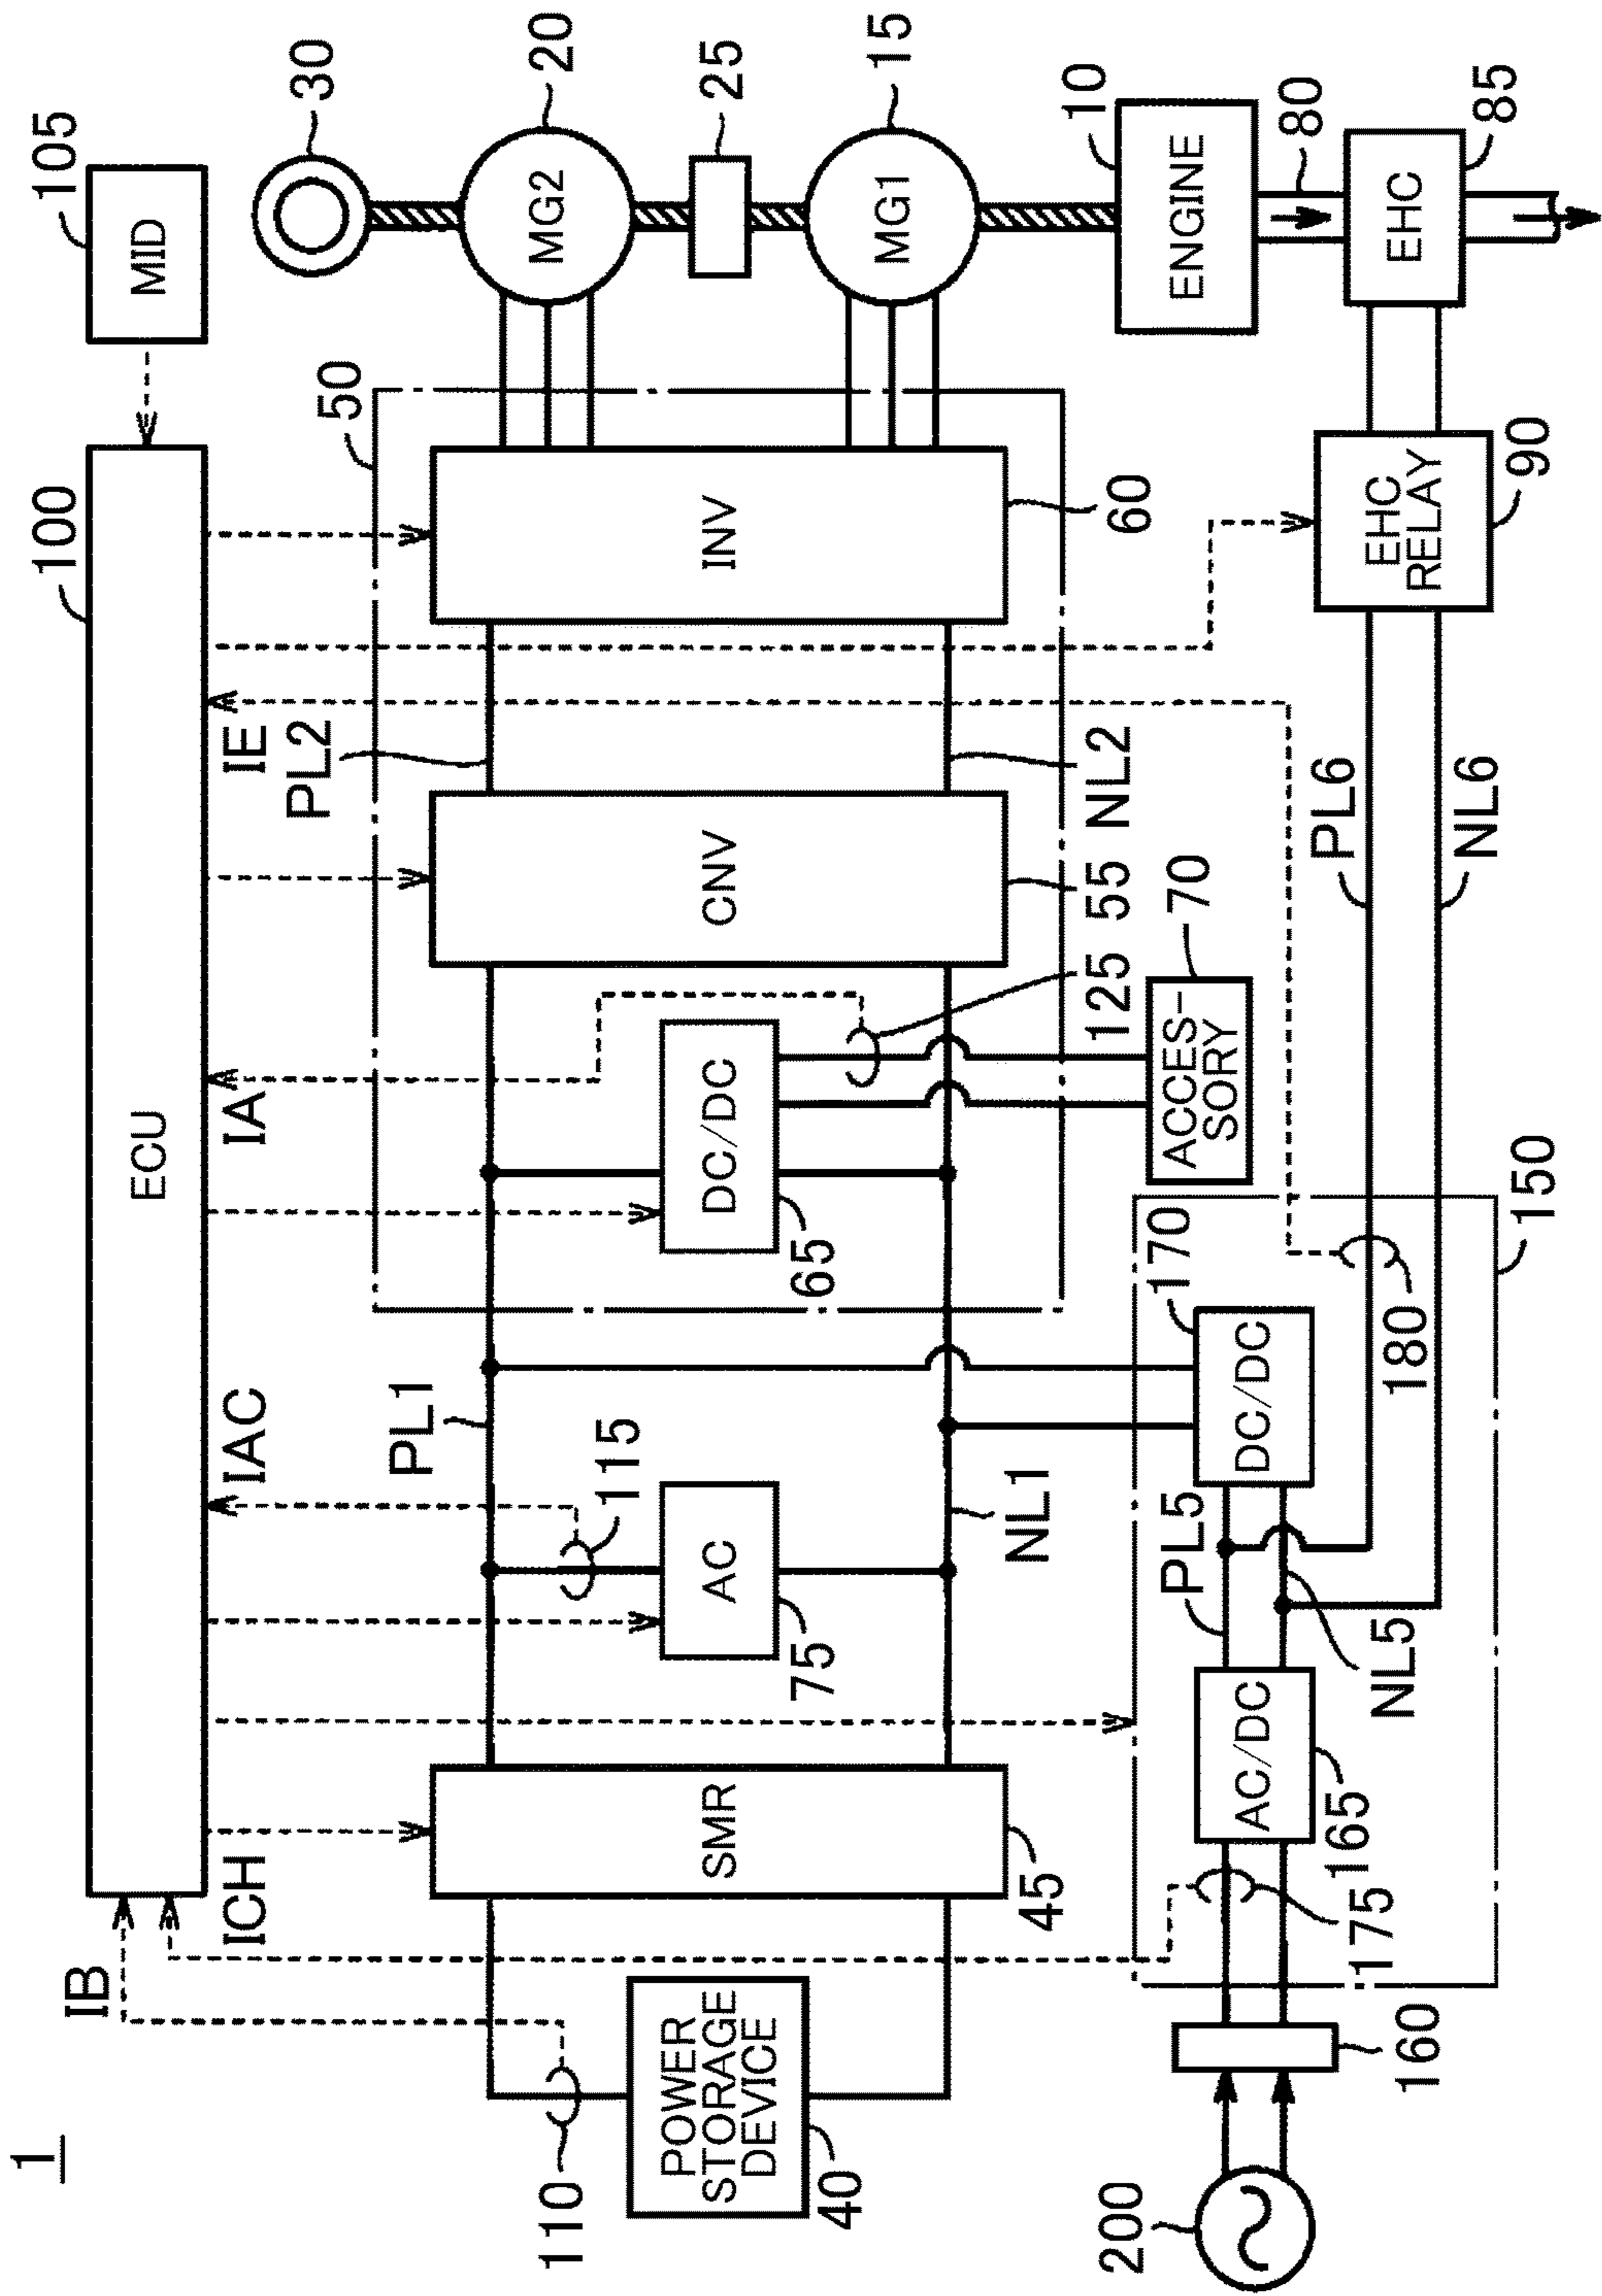 1
IB
ICH
100
ECU
IAC
IA
IE
105
MID
110
POWER
STORAGE
DEVICE
40
SMR
45
PL1
NL1
115
AC
75
50
DC/DC
65
125
ACCES-
SORY
70
CNV
55
PL2
NL2
INV
60
30
MG2
20
25
MG1
15
ENGINE
10
80
EHC
85
EHC
RELAY
90
PL6
NL6
200
160
175
AC/DC
165
PL5
NL5
DC/DC
170
180
150